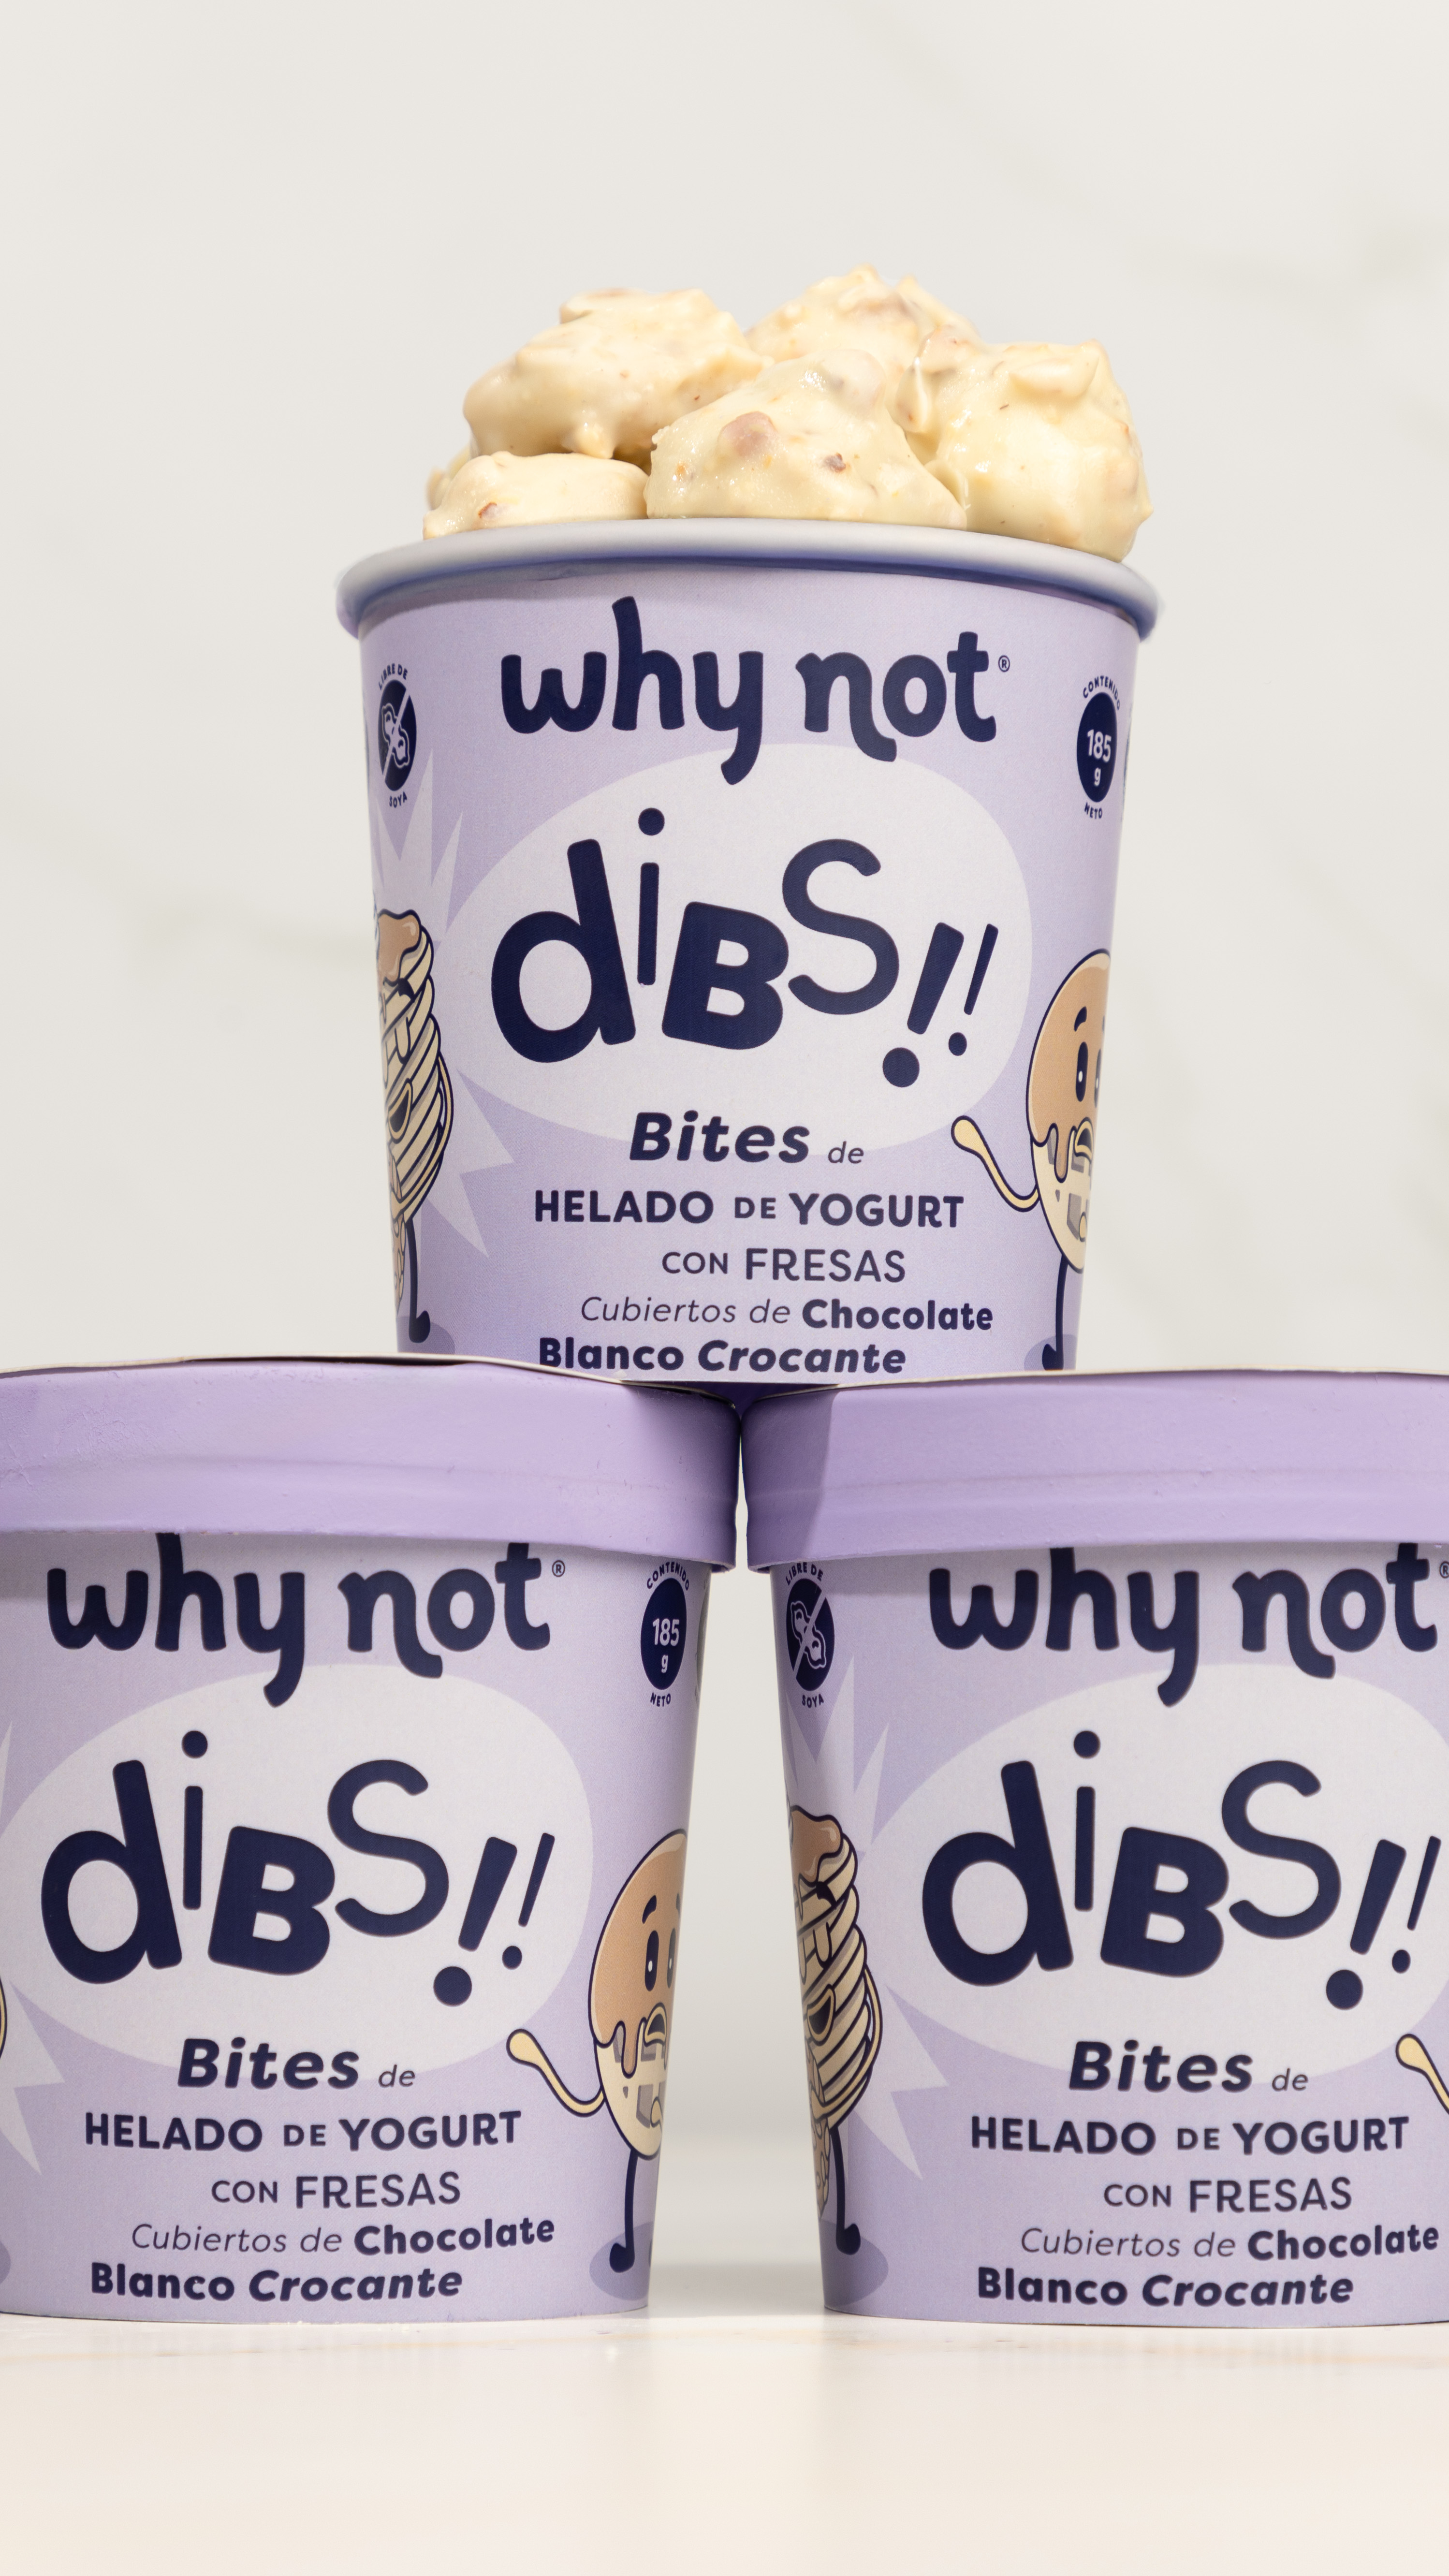 why not®
LIBRE DE
SOYA
CONTENIDO
185
g
NETO
dibs!!
Bites de
HELADO DE YOGURT
CON FRESAS
Cubiertos de Chocolate
Blanco Crocante
why not®
CONTENIDO
185
g
NETO
dibs!!
Bites de
HELADO DE YOGURT
CON FRESAS
Cubiertos de Chocolate
Blanco Crocante
why not®
LIBRE DE
SOYA
dibs!!
Bites de
HELADO DE YOGURT
CON FRESAS
Cubiertos de Chocolate
Blanco Crocante